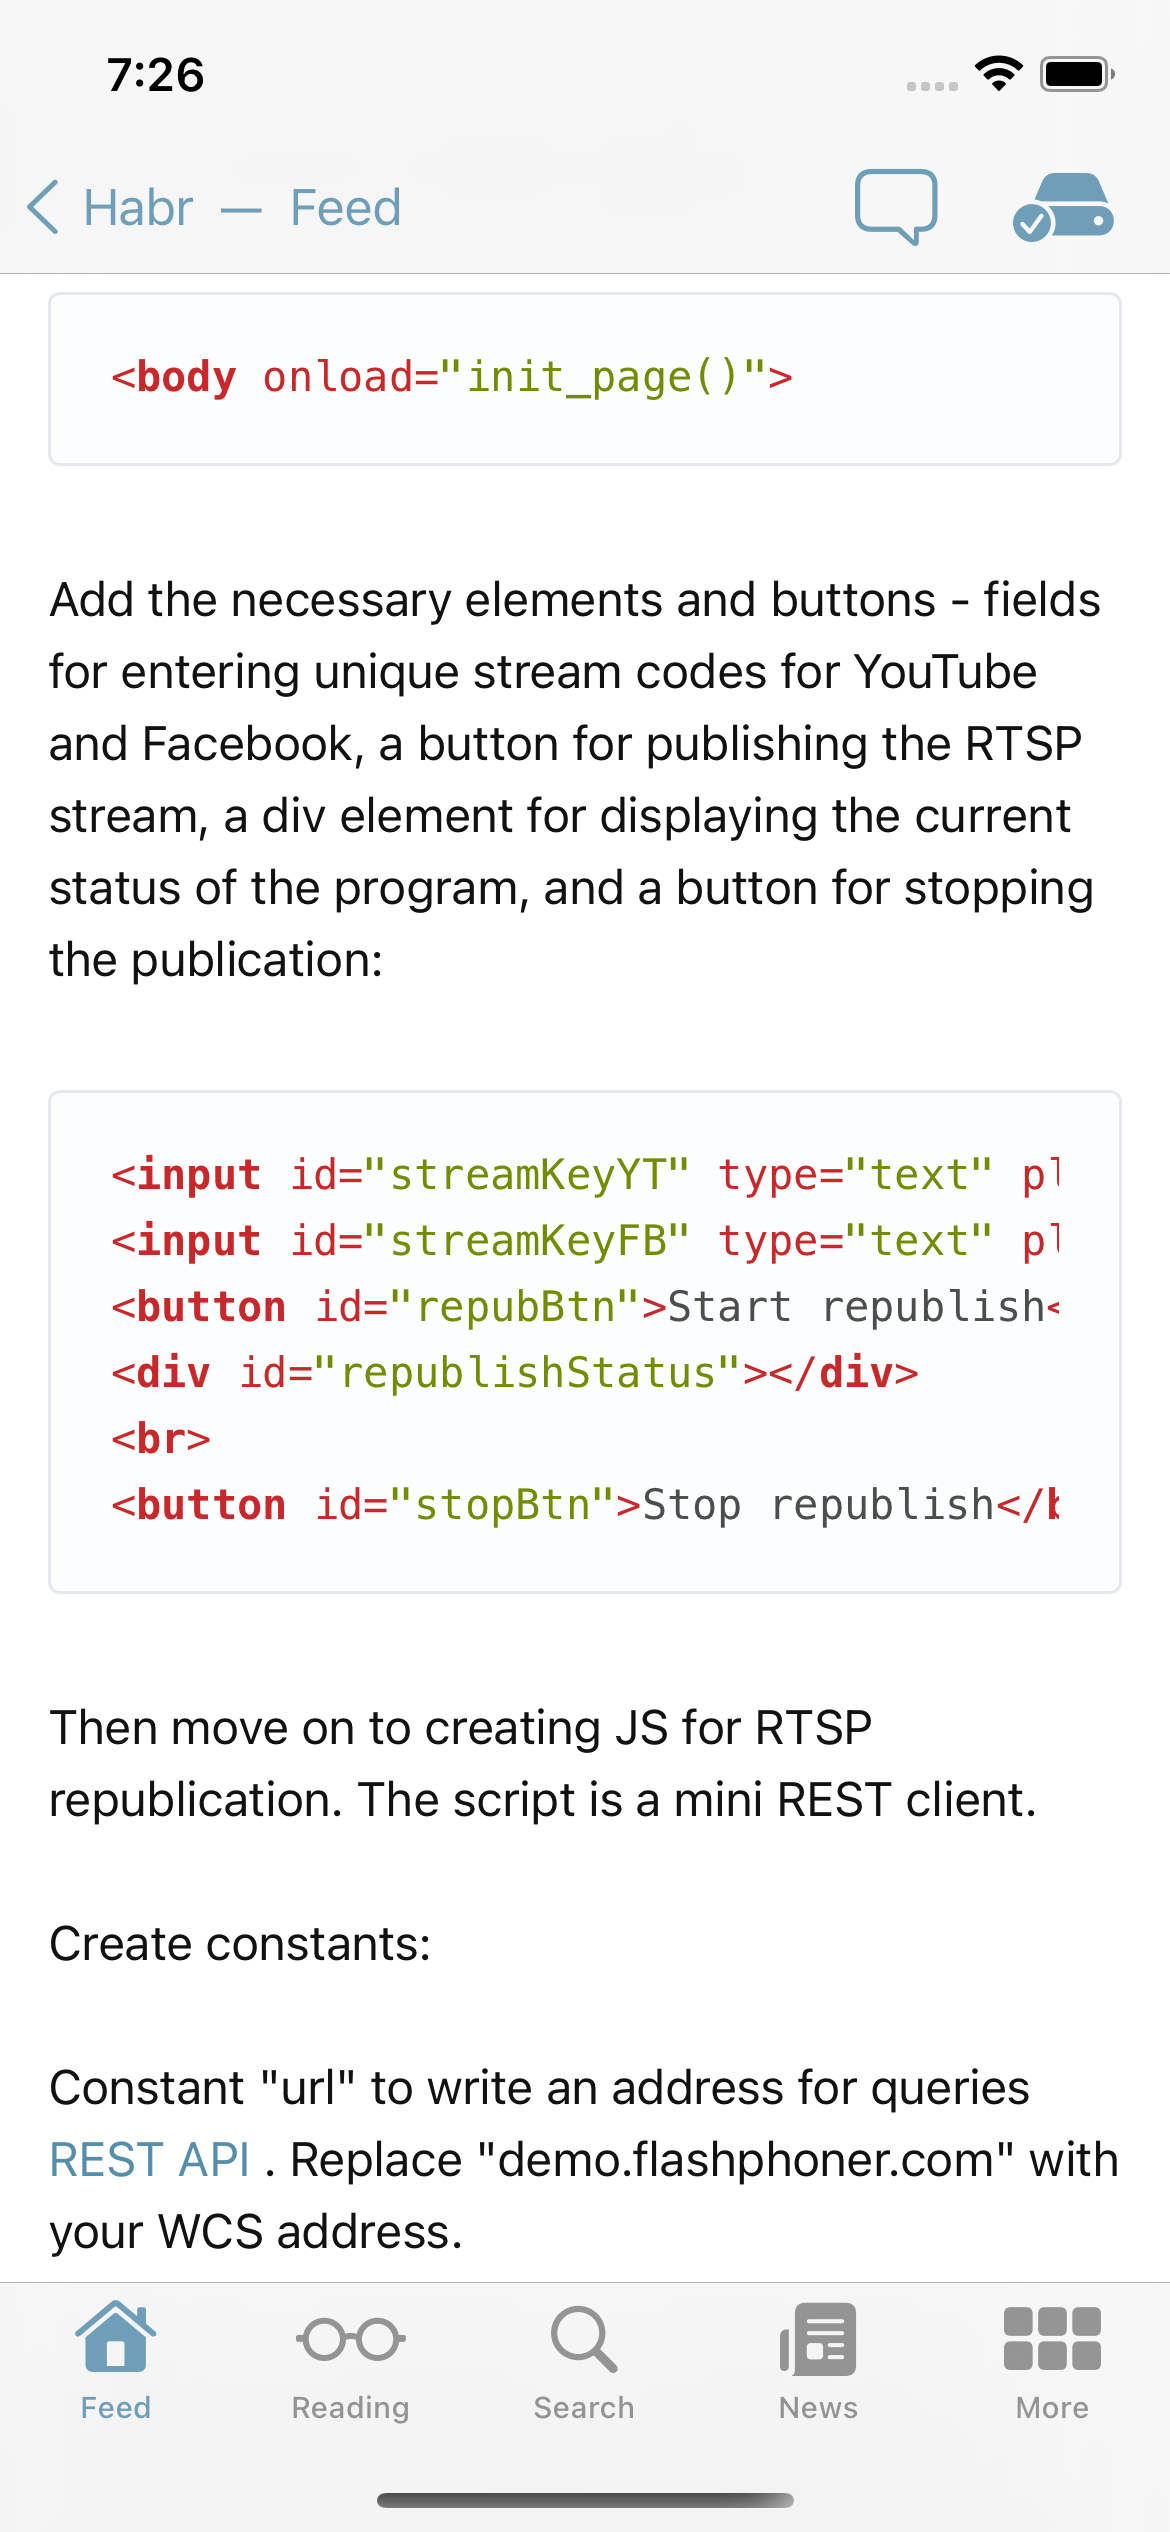 7:26
Habr — Feed
<body onload="init_page()">
Add the necessary elements and buttons - fields
for entering unique stream codes for YouTube
and Facebook, a button for publishing the RTSP
stream, a div element for displaying the current
status of the program, and a button for stopping
the publication:
<input id="streamKeyYT" type="text" pl
<input id="streamKeyFB" type="text" pl
<button id="repubBtn">Start republish<
<div id="republishStatus"></div>
<br>
<button id="stopBtn">Stop republish</b
Then move on to creating JS for RTSP
republication. The script is a mini REST client.
Create constants:
Constant "url" to write an address for queries
REST API . Replace "demo.flashphoner.com" with
your WCS address.
Feed
Reading
Search
News
More